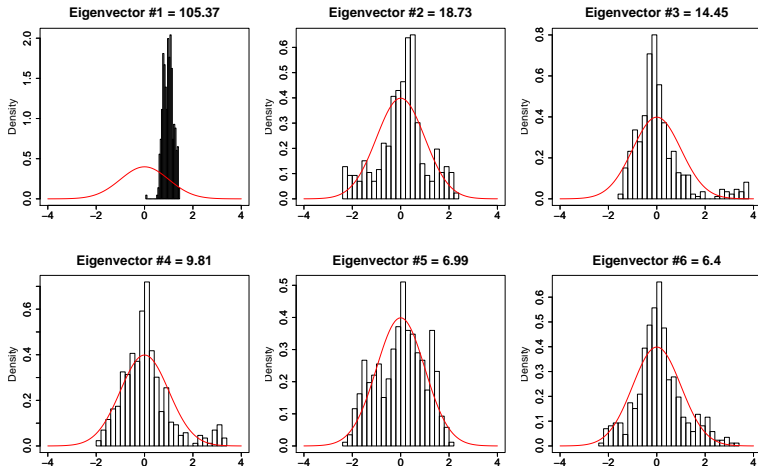 Eigenvector #1 = 105.37
Eigenvector #2 = 18.73
Eigenvector #3 = 14.45
Density
0.0 0.5 1.0 1.5 2.0
−4 −2 0 2 4
Density
0.0 0.1 0.2 0.3 0.4 0.5 0.6
−4 −2 0 2 4
Density
0.0 0.2 0.4 0.6 0.8
−4 −2 0 2 4
Eigenvector #4 = 9.81
Eigenvector #5 = 6.99
Eigenvector #6 = 6.4
Density
0.0 0.2 0.4 0.6
−4 −2 0 2 4
Density
0.0 0.1 0.2 0.3 0.4 0.5
−4 −2 0 2 4
Density
0.0 0.1 0.2 0.3 0.4 0.5 0.6
−4 −2 0 2 4